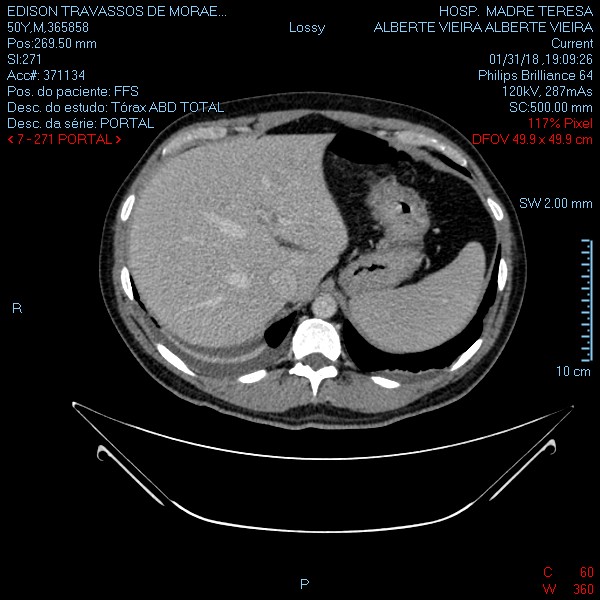 EDISON TRAVASSOS DE MORAE...
50Y,M,365858
Pos:269.50 mm
Sl:271
Acc#: 371134
Pos. do paciente: FFS
Desc. do estudo: Tórax ABD TOTAL
Desc. da série: PORTAL
< 7 - 271 PORTAL >
Lossy
HOSP. MADRE TERESA
ALBERTE VIEIRA ALBERTE VIEIRA
Current
01/31/18 ,19:09:26
Philips Brilliance 64
120kV, 287mAs
SC:500.00 mm
117% Pixel
DFOV 49.9 x 49.9 cm
SW 2.00 mm
R
10 cm
P
C 60
W 360